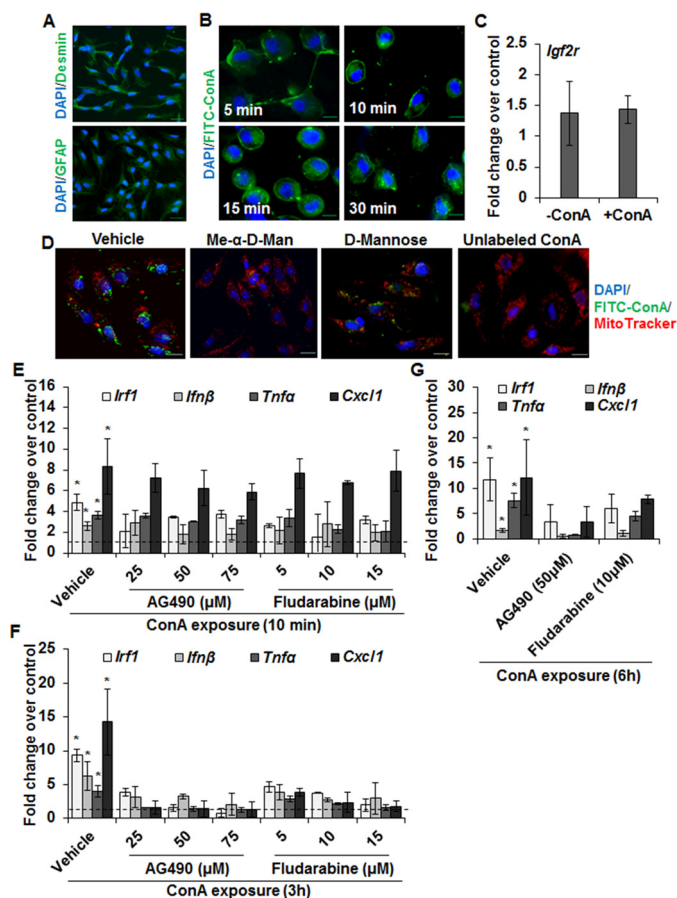 A
DAPI/Desmin
DAPI/GFAP
B
DAPI/FITC-ConA
5 min
10 min
15 min
30 min
C
Igf2r
Fold change over control
2.5
2
1.5
1
0.5
0
-ConA
+ConA
D
Vehicle
Me-α-D-Man
D-Mannose
Unlabeled ConA
DAPI/
FITC-ConA/
MitoTracker
E
Irf1
Ifnβ
Tnfα
Cxcl1
Fold change over control
16
14
12
10
8
6
4
2
0
* * * *
Vehicle
25
50
75
5
10
15
AG490 (µM)
Fludarabine (µM)
ConA exposure (10 min)
F
Irf1
Ifnβ
Tnfα
Cxcl1
Fold change over control
20
15
10
5
0
* * * *
Vehicle
25
50
75
5
10
15
AG490 (µM)
Fludarabine (µM)
ConA exposure (3h)
G
Irf1
Ifnβ
Tnfα
Cxcl1
Fold change over control
30
25
20
15
10
5
0
* * * *
Vehicle
AG490 (50µM)
Fludarabine (10µM)
ConA exposure (6h)